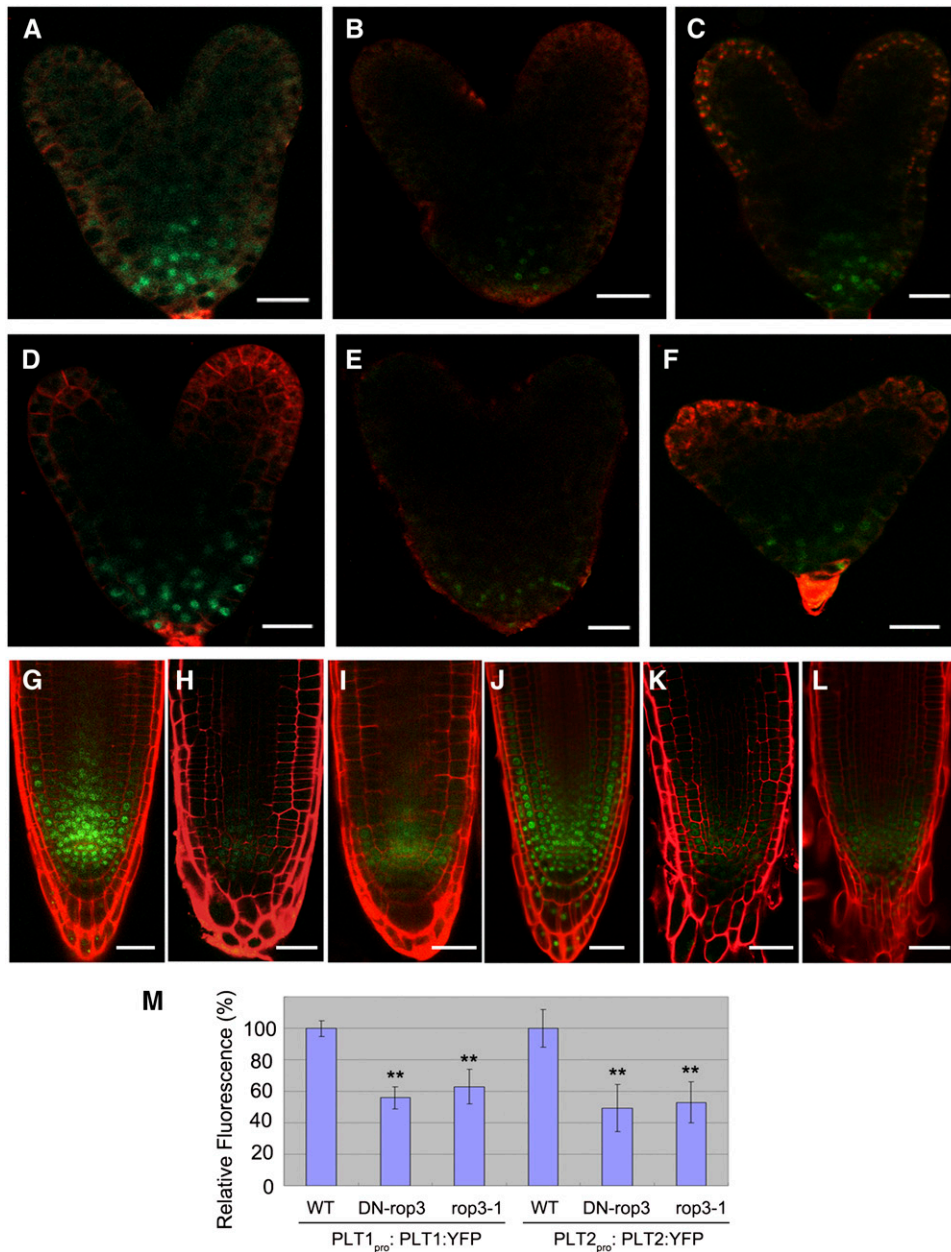 A
B
C
D
E
F
G
H
I
J
K
L
M
Relative Fluorescence (%)
100
80
60
40
20
0
**
**
**
**
WT
DN-rop3
rop3-1
WT
DN-rop3
rop3-1
PLT1pro: PLT1:YFP
PLT2pro: PLT2:YFP